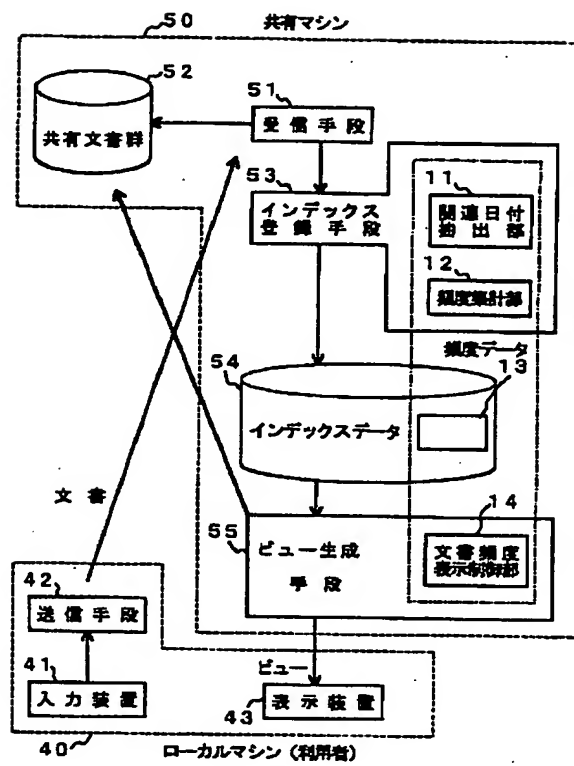 50
共有マシン
52
51
共有文書群
受信手段
53
11
インデックス
登録手段
関連日付
抽出部
12
頻度集計部
頻度データ
54
13
インデックスデータ
文書
14
55
ビュー生成
手段
文書頻度
表示制御部
42
送信手段
41
ビュー
入力装置
43
表示装置
40
ローカルマシン（利用者）